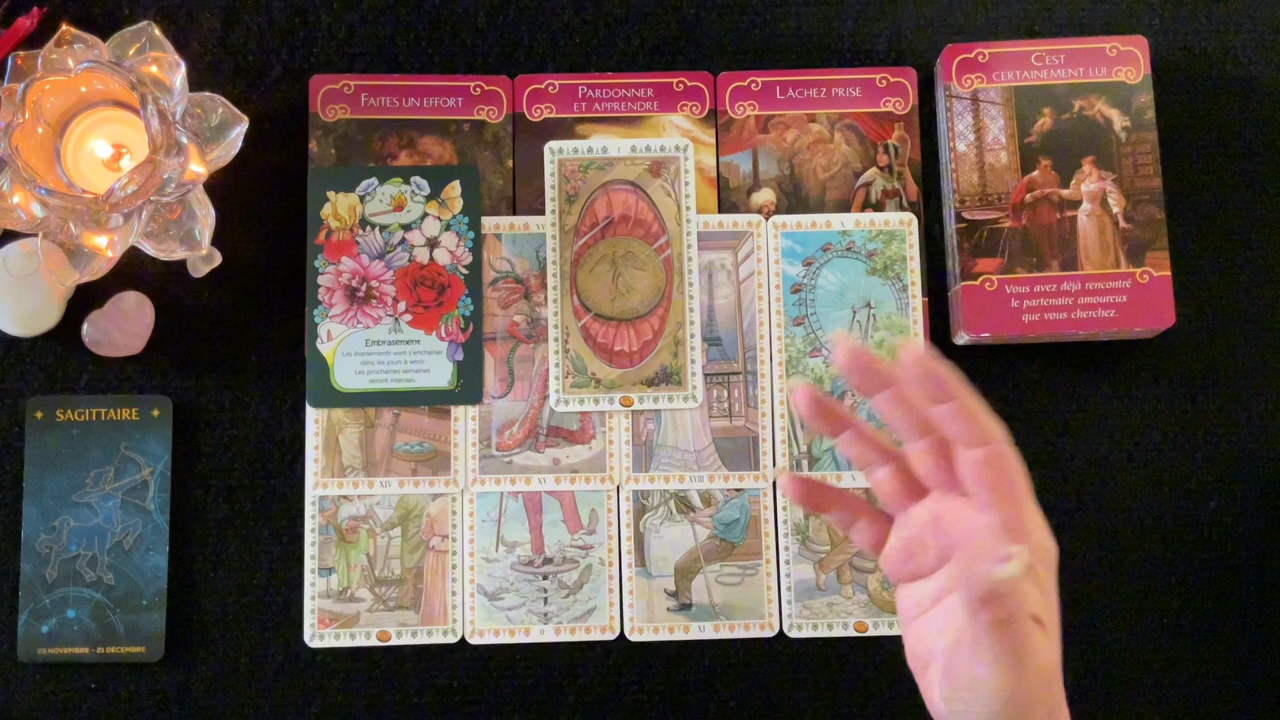 FAITES UN EFFORT
PARDONNER
ET APPRENDRE
LÂCHEZ PRISE
C'EST
CERTAINEMENT LUI
Vous avez déjà rencontré
le partenaire amoureux
que vous cherchez.
I
X
Embrasement
Les événements vont s'enchaîner
dans les jours à venir.
Les prochaines semaines
seront intenses.
SAGITTAIRE
23 NOVEMBRE - 21 DÉCEMBRE
XIV
XV
XVIII
X
0
XI